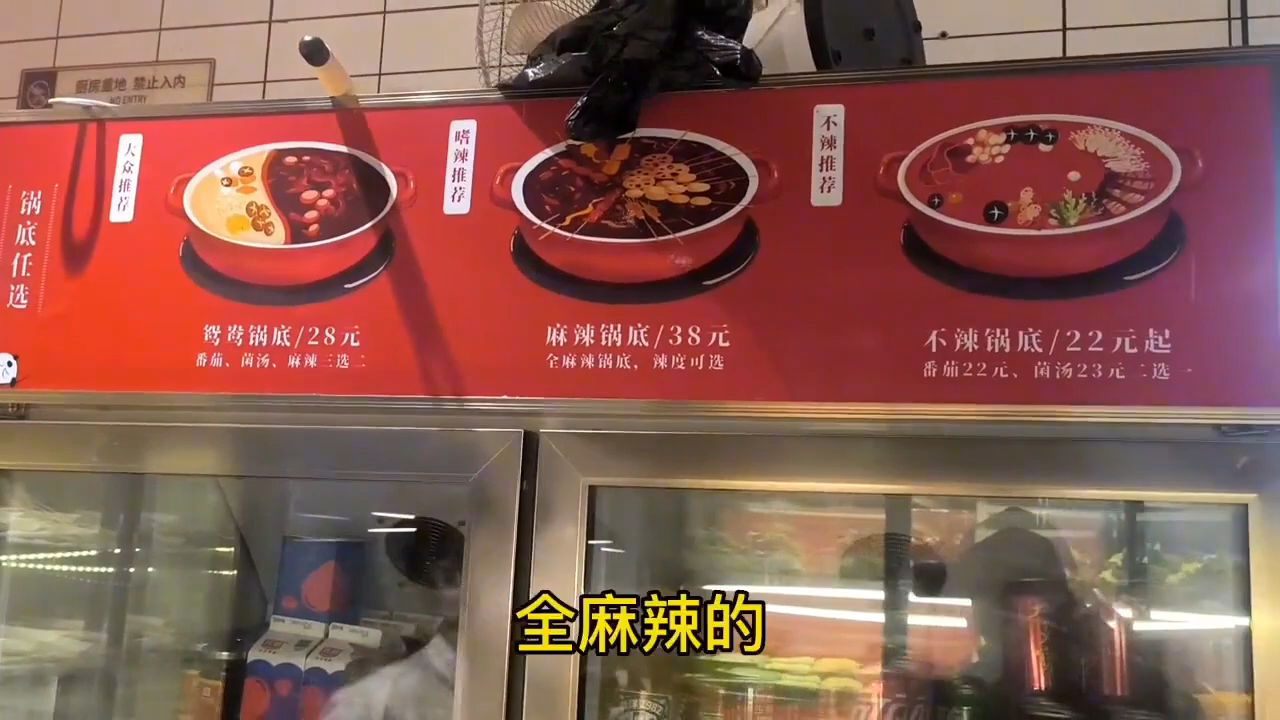 厨房重地 禁止入内
NO ENTRY
锅底任选
大众推荐
鸳鸯锅底/28元
番茄、菌汤、麻辣三选二
嗜辣推荐
麻辣锅底/38元
全麻辣锅底，辣度可选
不辣推荐
不辣锅底/22元起
番茄22元、菌汤23元二选一
全麻辣的